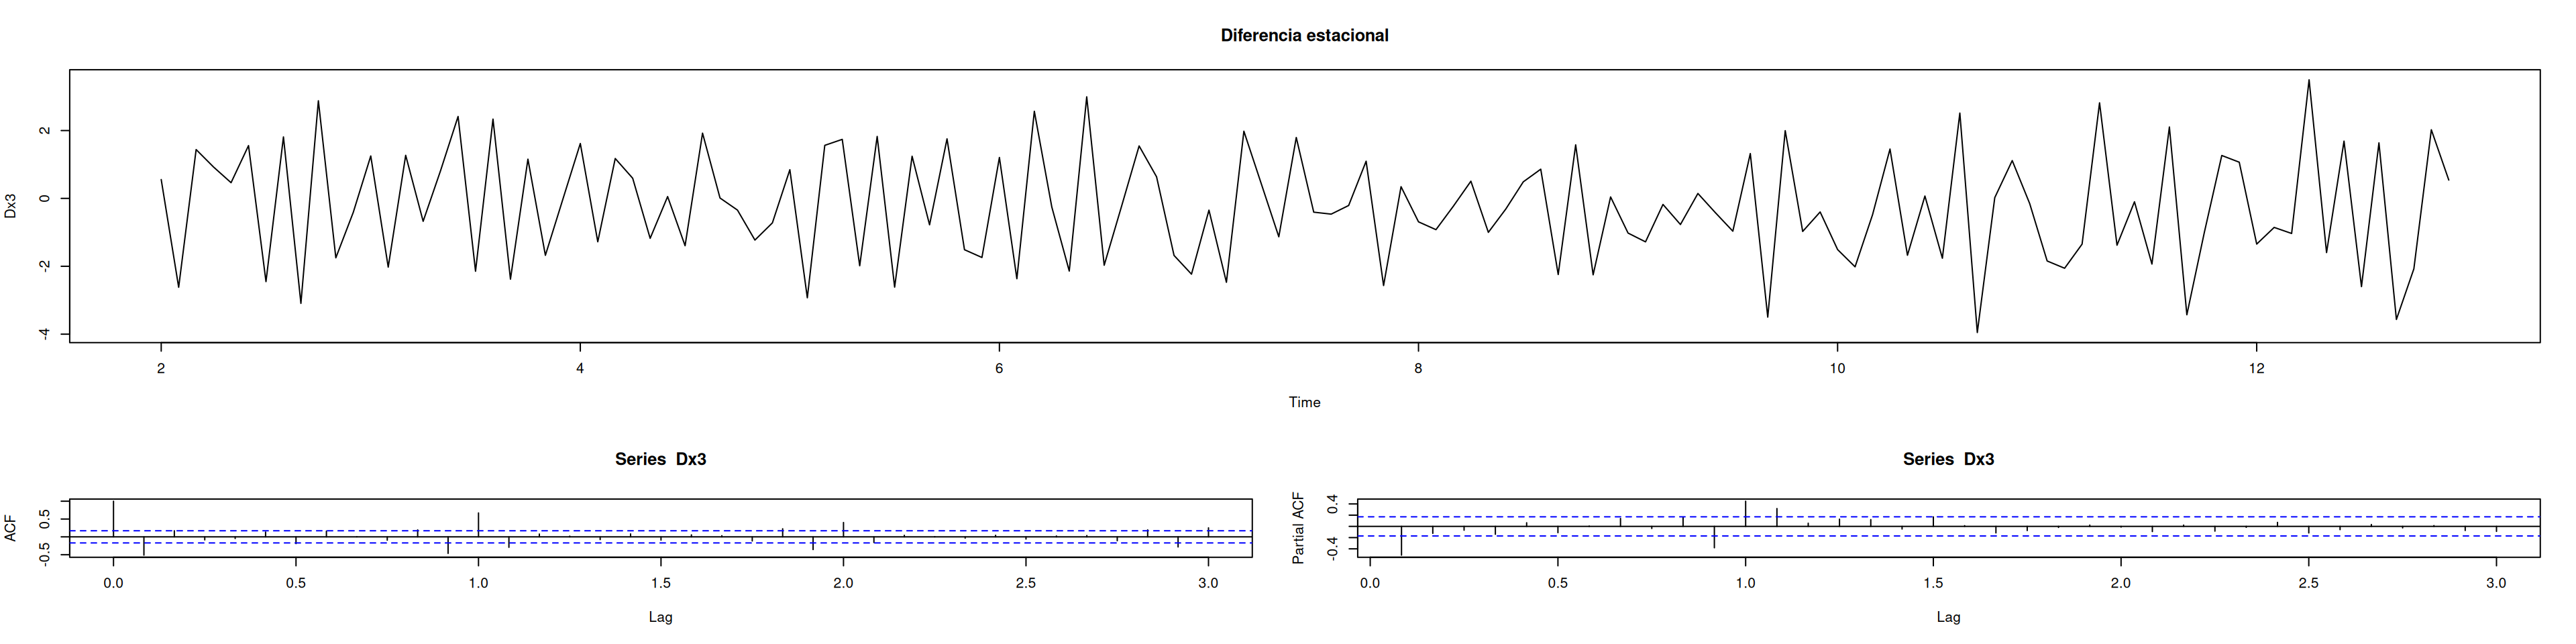 Diferencia estacional
Dx3
2
0
-2
-4
2 4 6 8 10 12
Time
Series Dx3
ACF
0.5
-0.5
0.0 0.5 1.0 1.5 2.0 2.5 3.0
Lag
Series Dx3
Partial ACF
0.4
-0.4
0.0 0.5 1.0 1.5 2.0 2.5 3.0
Lag